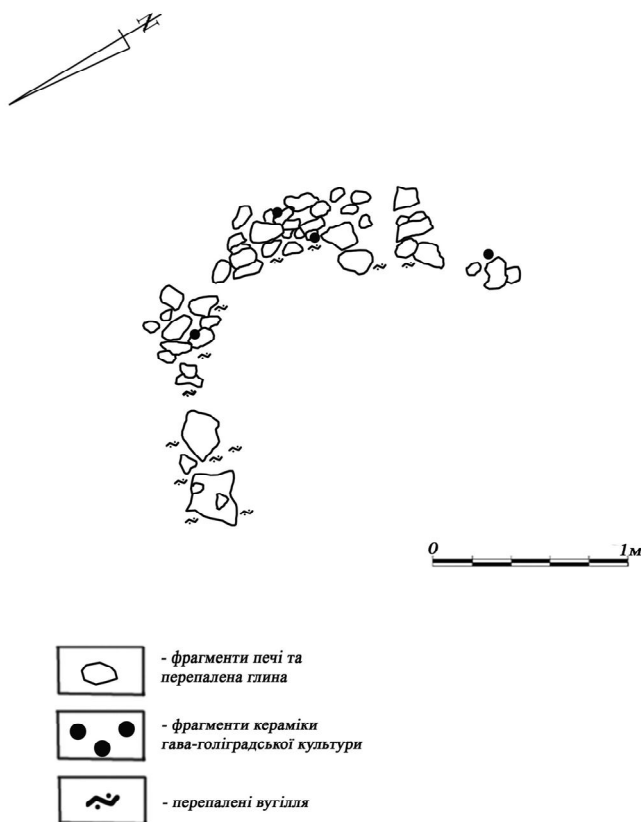 N
0 1м
- фрагменти печі та
перепалена глина
- фрагменти кераміки
гава-голіградської культури
- перепалені вугілля